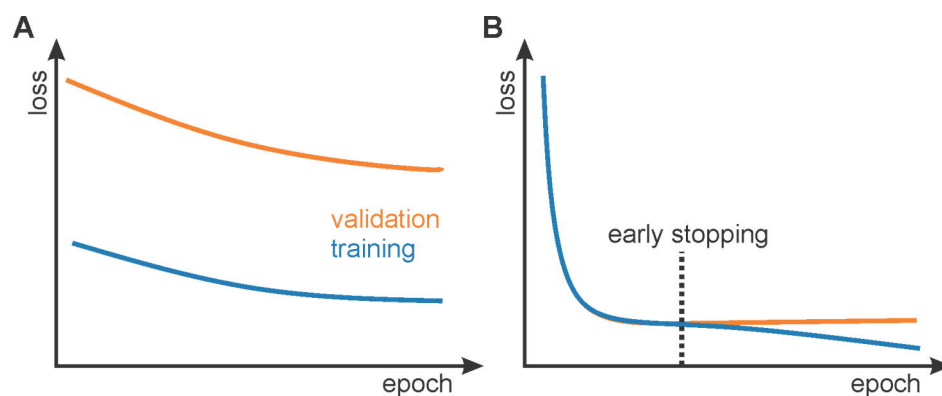 A
loss
validation
training
epoch
B
loss
early stopping
epoch